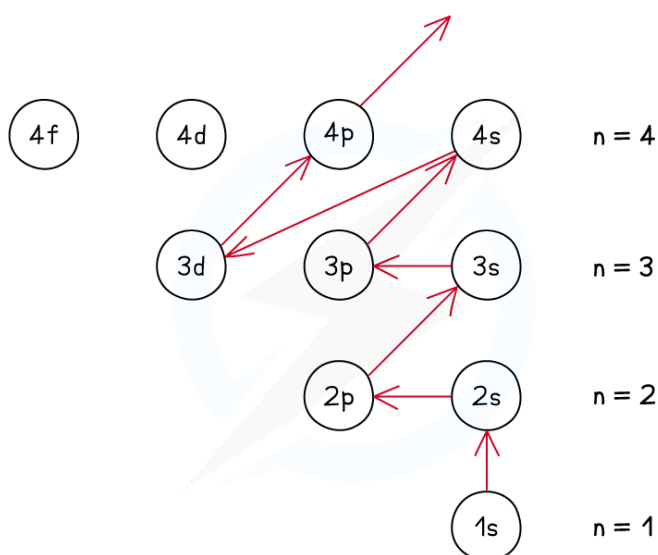 4f 4d 4p 4s n = 4
3d 3p 3s n = 3
2p 2s n = 2
1s n = 1